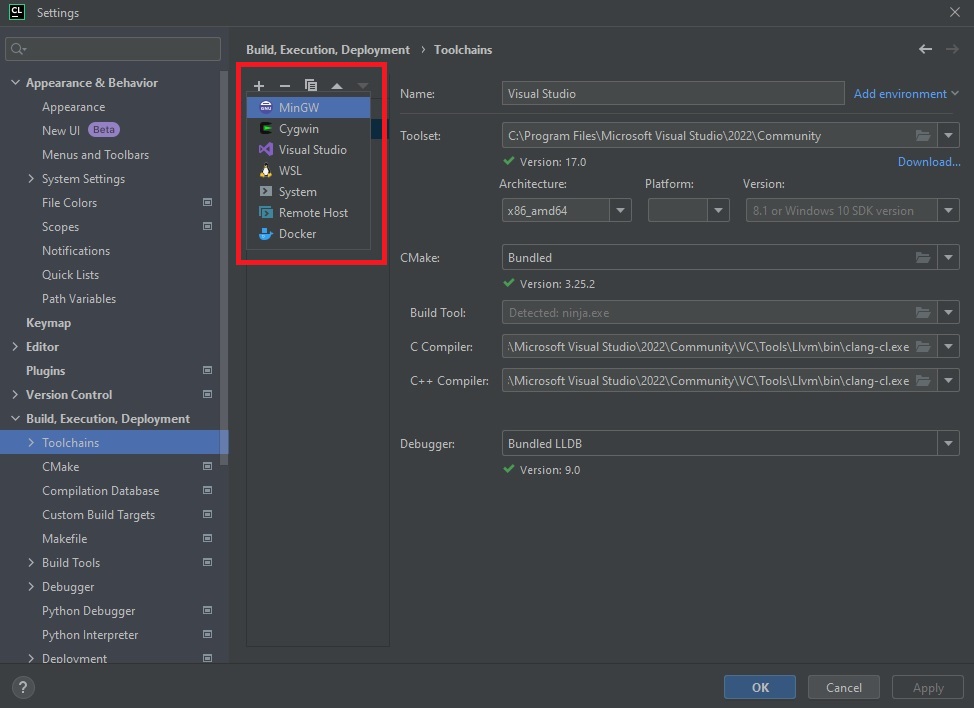 CL Settings
Build, Execution, Deployment › Toolchains
Appearance & Behavior
Appearance
New UI Beta
Menus and Toolbars
System Settings
File Colors
Scopes
Notifications
Quick Lists
Path Variables
Keymap
Editor
Plugins
Version Control
Build, Execution, Deployment
Toolchains
CMake
Compilation Database
Custom Build Targets
Makefile
Build Tools
Debugger
Python Debugger
Python Interpreter
Deployment
MinGW
Cygwin
Visual Studio
WSL
System
Remote Host
Docker
Name: Visual Studio Add environment
Toolset: C:\Program Files\Microsoft Visual Studio\2022\Community
Version: 17.0 Download...
Architecture: Platform: Version:
x86_amd64 8.1 or Windows 10 SDK version
CMake: Bundled
Version: 3.25.2
Build Tool: Detected: ninja.exe
C Compiler: :\Microsoft Visual Studio\2022\Community\VC\Tools\Llvm\bin\clang-cl.exe
C++ Compiler: :\Microsoft Visual Studio\2022\Community\VC\Tools\Llvm\bin\clang-cl.exe
Debugger: Bundled LLDB
Version: 9.0
? OK Cancel Apply